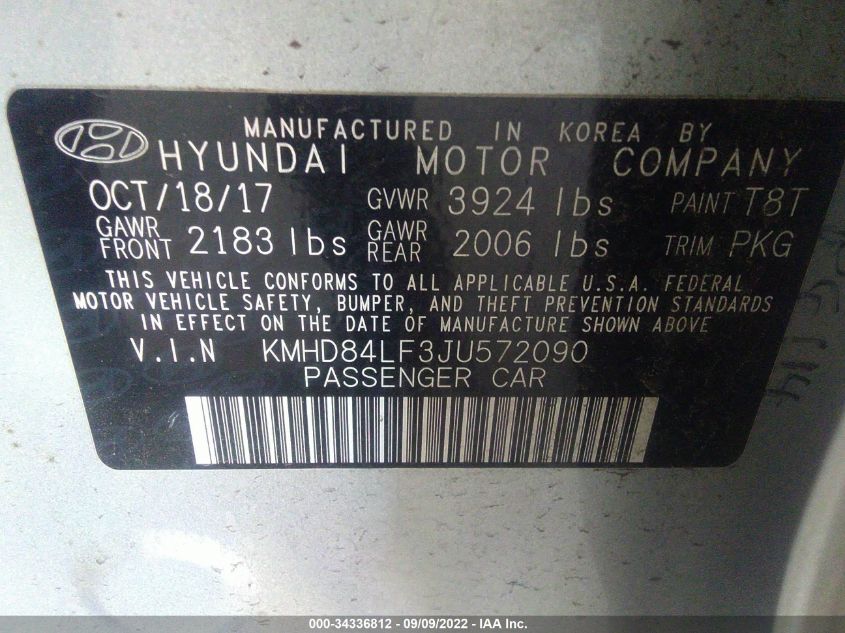 MANUFACTURED IN KOREA BY
HYUNDAI MOTOR COMPANY
OCT/18/17 GVWR 3924 lbs PAINT T8T
GAWR FRONT 2183 lbs GAWR REAR 2006 lbs TRIM PKG
THIS VEHICLE CONFORMS TO ALL APPLICABLE U.S.A. FEDERAL
MOTOR VEHICLE SAFETY, BUMPER, AND THEFT PREVENTION STANDARDS
IN EFFECT ON THE DATE OF MANUFACTURE SHOWN ABOVE
V.I.N KMHD84LF3JU572090
PASSENGER CAR
000-34336812 - 09/09/2022 - IAA Inc.